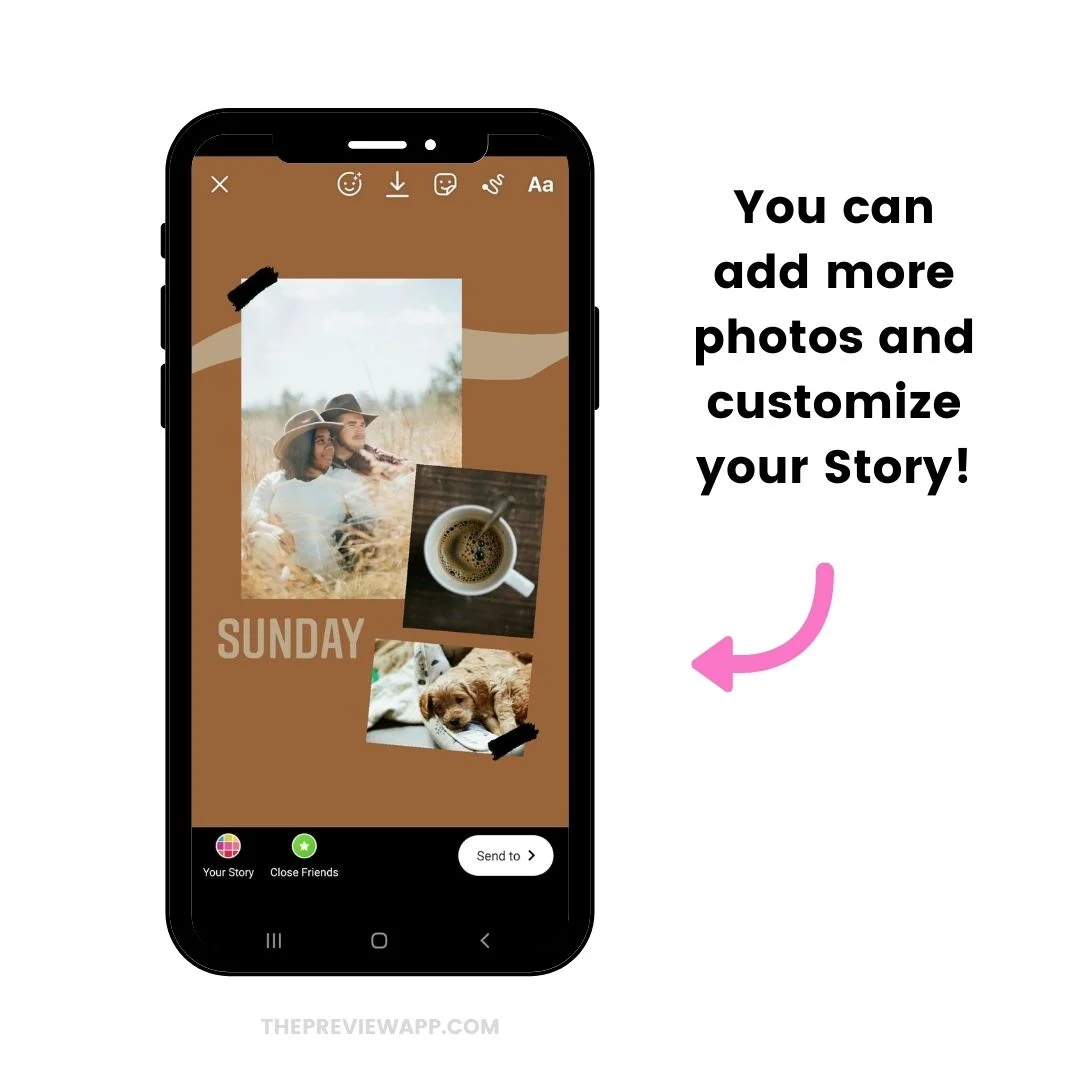 Aa
You can
add more
photos and
customize
your Story!
SUNDAY
Your Story
Close Friends
Send to
THEPREVIEWAPP.COM